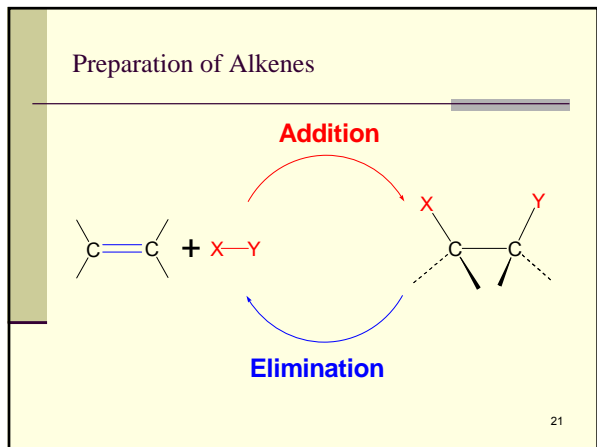 Preparation of Alkenes
Addition
X Y
C C + X Y C C
Elimination
21